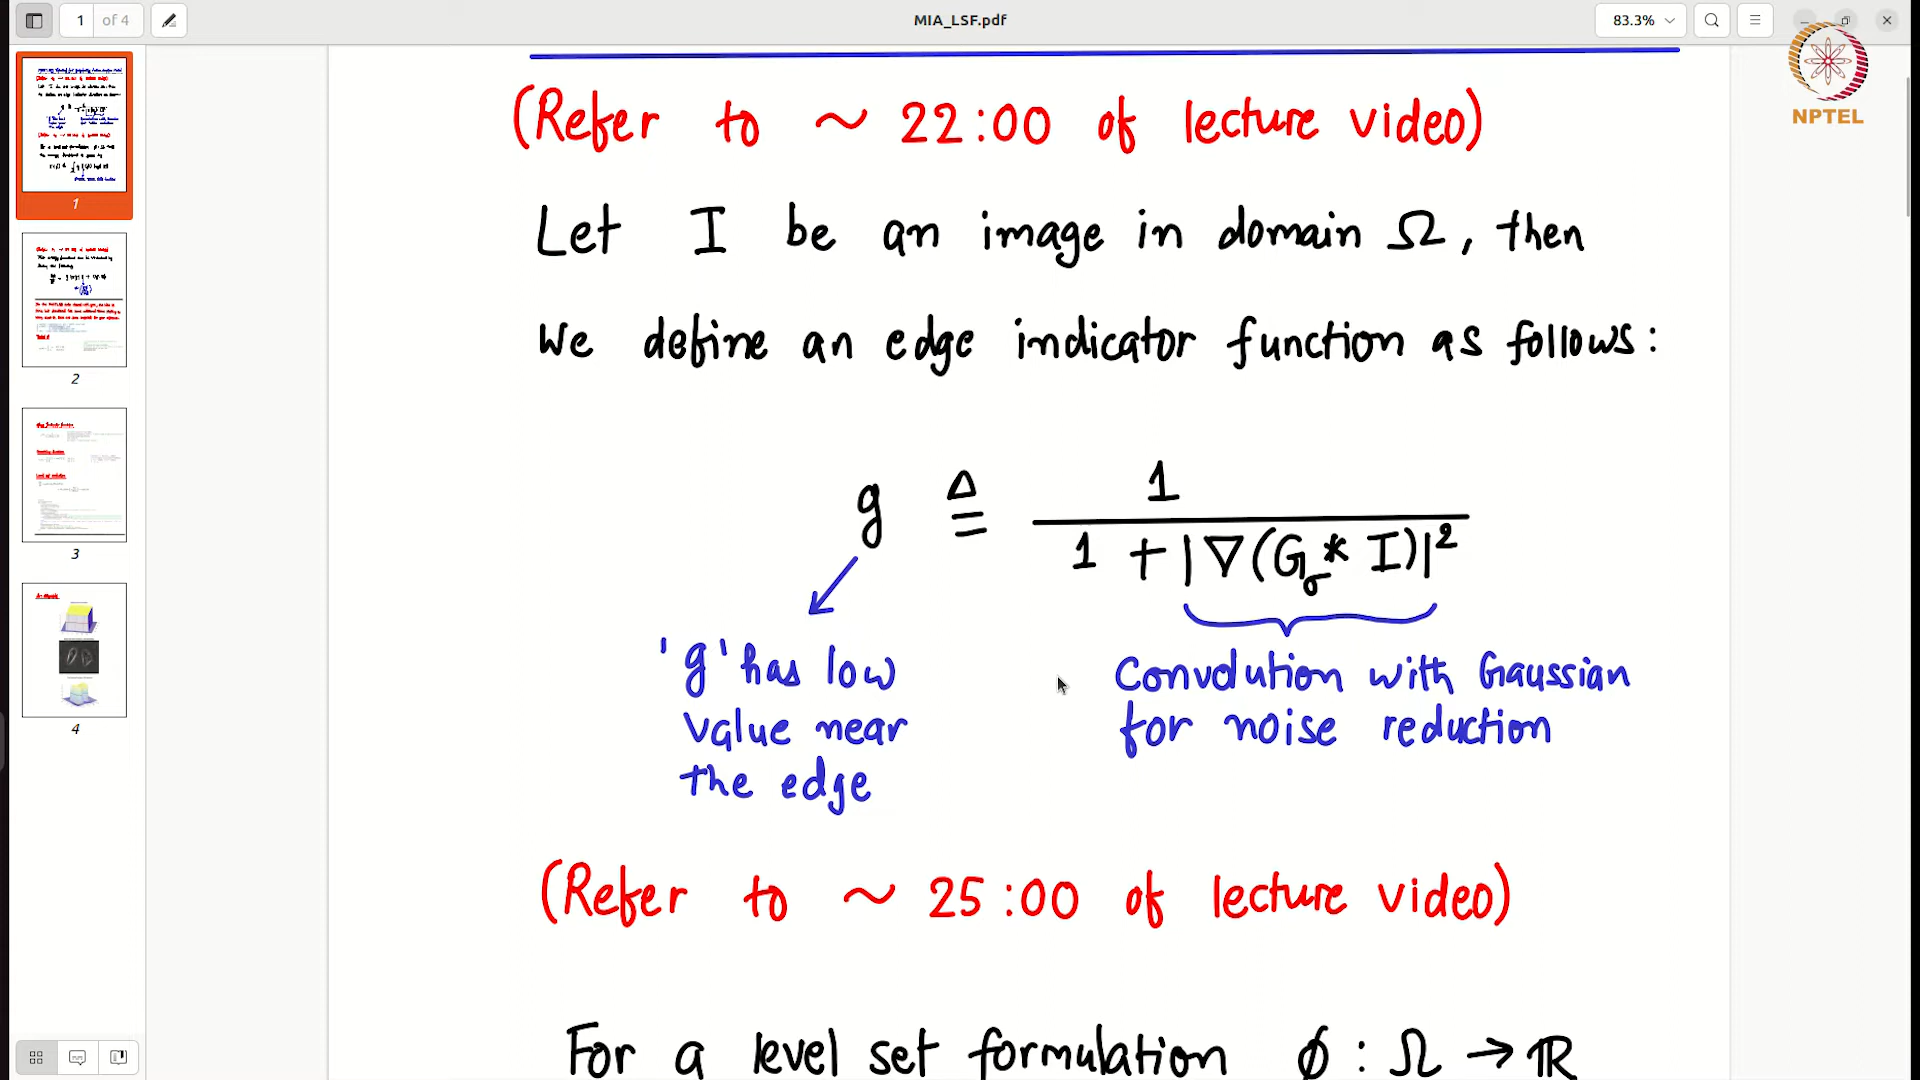 1 of 4
MIA_LSF.pdf
83.3%
NPTEL
(Refer to ~ 22:00 of lecture video)
Let I be an image in domain Ω, then
We define an edge indicator function as follows:
g ≜ 1 / (1 + |∇(G_σ * I)|²)
'g' has low
value near
the edge
Convolution with Gaussian
for noise reduction
(Refer to ~ 25:00 of lecture video)
For a level set formulation ϕ : Ω → ℝ
1
2
3
4